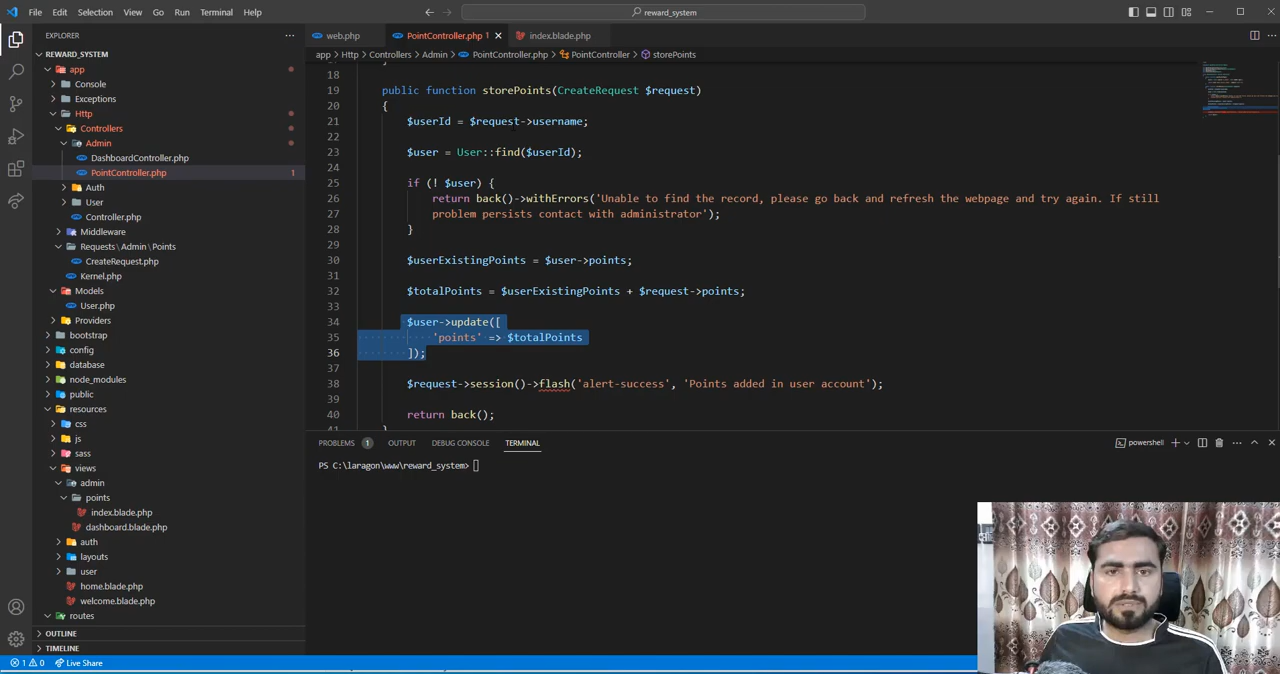 File Edit Selection View Go Run Terminal Help
reward_system
EXPLORER
web.php
PointController.php 1
index.blade.php
REWARD_SYSTEM
app > Http > Controllers > Admin > PointController.php > PointController > storePoints
app
Console
Exceptions
Http
Controllers
Admin
DashboardController.php
PointController.php 1
Auth
User
Controller.php
Middleware
Requests\Admin\Points
CreateRequest.php
Kernel.php
Models
User.php
Providers
bootstrap
config
database
node_modules
public
resources
css
js
sass
views
admin
points
index.blade.php
dashboard.blade.php
auth
layouts
user
home.blade.php
welcome.blade.php
routes
OUTLINE
TIMELINE
18
19 public function storePoints(CreateRequest $request)
20 {
21 $userId = $request->username;
22
23 $user = User::find($userId);
24
25 if (! $user) {
26 return back()->withErrors('Unable to find the record, please go back and refresh the webpage and try again. If still
27 problem persists contact with administrator');
28 }
29
30 $userExistingPoints = $user->points;
31
32 $totalPoints = $userExistingPoints + $request->points;
33
34 $user->update([
35 'points' => $totalPoints
36 ]);
37
38 $request->session()->flash('alert-success', 'Points added in user account');
39
40 return back();
41 }
PROBLEMS 1 OUTPUT DEBUG CONSOLE TERMINAL
powershell
PS C:\laragon\www\reward_system>
1 0 Live Share